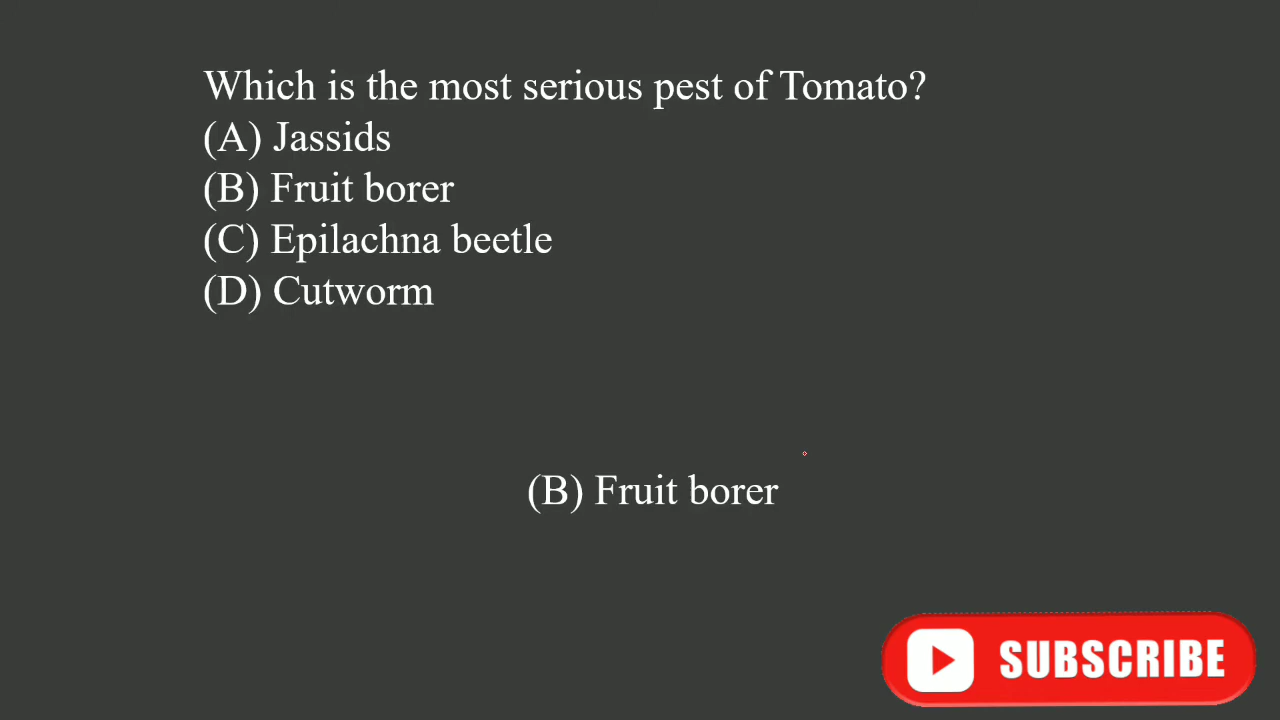 Which is the most serious pest of Tomato?
(A) Jassids
(B) Fruit borer
(C) Epilachna beetle
(D) Cutworm
(B) Fruit borer
SUBSCRIBE